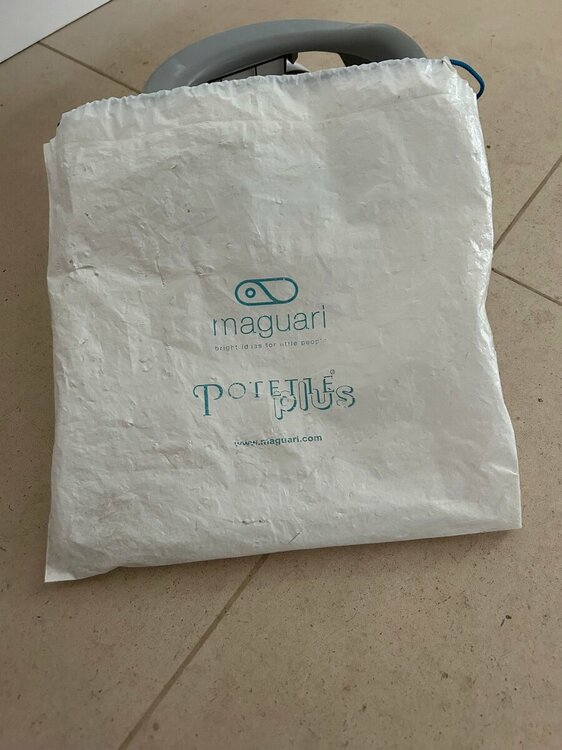 maguari
bright ideas for little people
POTETTE® plus
www.maguari.com